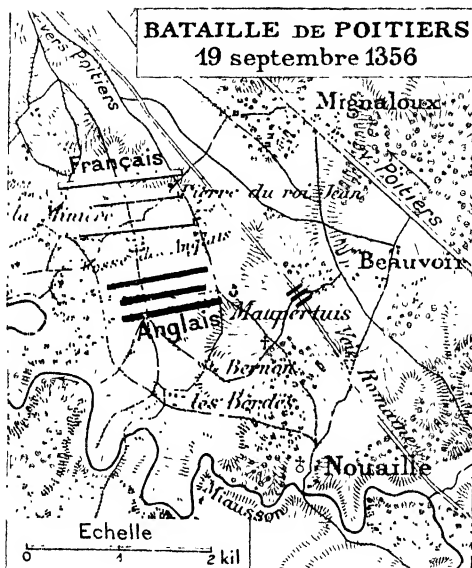 BATAILLE DE POITIERS
19 septembre 1356
vers Poitiers
Mignaloux
Français
Pierre du roi Jean
Poitiers
la Minière
Fosse des Anglais
Beauvoir
Maupertuis
Anglais
Voie Romaine
Bernon
les Bordes
Nouaille
Miausson
Echelle
0 1 2 kil